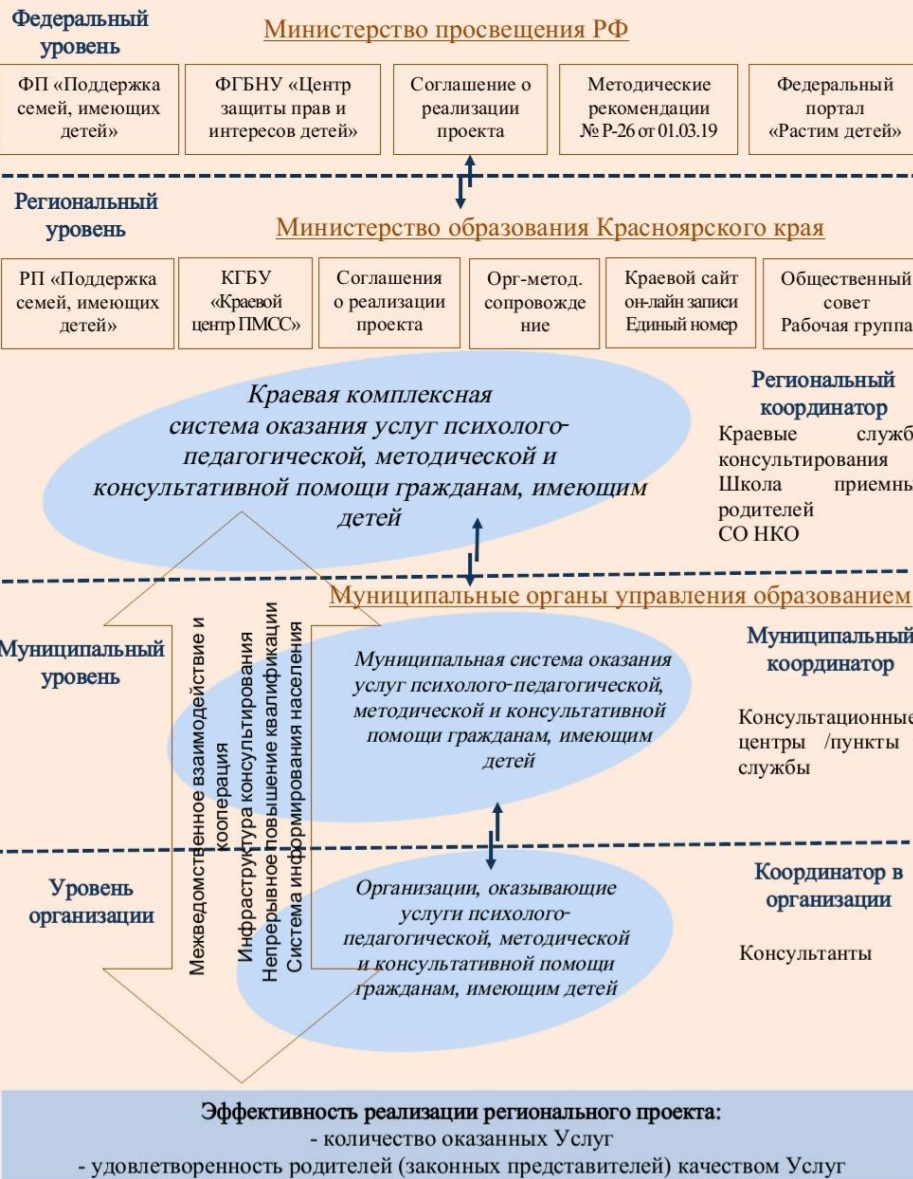 Федеральный
уровень
Министерство просвещения РФ
ФП «Поддержка
семей, имеющих
детей»
ФГБНУ «Центр
защиты прав и
интересов детей»
Соглашение о
реализации
проекта
Методические
рекомендации
№ Р-26 от 01.03.19
Федеральный
портал
«Растим детей»
Региональный
уровень
Министерство образования Красноярского края
РП «Поддержка
семей, имеющих
детей»
КГБУ
«Краевой
центр ПМСС»
Соглашения
о реализации
проекта
Орг-метод.
сопровожде
ние
Краевой сайт
он-лайн записи
Единый номер
Общественный
совет
Рабочая группа
Краевая комплексная
система оказания услуг психолого-
педагогической, методической и
консультативной помощи гражданам, имеющим
детей
Региональный
координатор
Краевые служб
консультирования
Школа приемны
родителей
СО НКО
Муниципальные органы управления образованием
Муниципальный
уровень
Межведомственное взаимодействие и
кооперация
Инфраструктура консультирования
Непрерывное повышение квалификации
Система информирования населения
Муниципальная система оказания
услуг психолого-педагогической,
методической и консультативной
помощи гражданам, имеющим
детей
Муниципальный
координатор
Консультационные
центры /пункты
службы
Уровень
организации
Организации, оказывающие
услуги психолого-
педагогической, методической
и консультативной помощи
гражданам, имеющим детей
Координатор в
организации
Консультанты
Эффективность реализации регионального проекта:
- количество оказанных Услуг
- удовлетворенность родителей (законных представителей) качеством Услуг